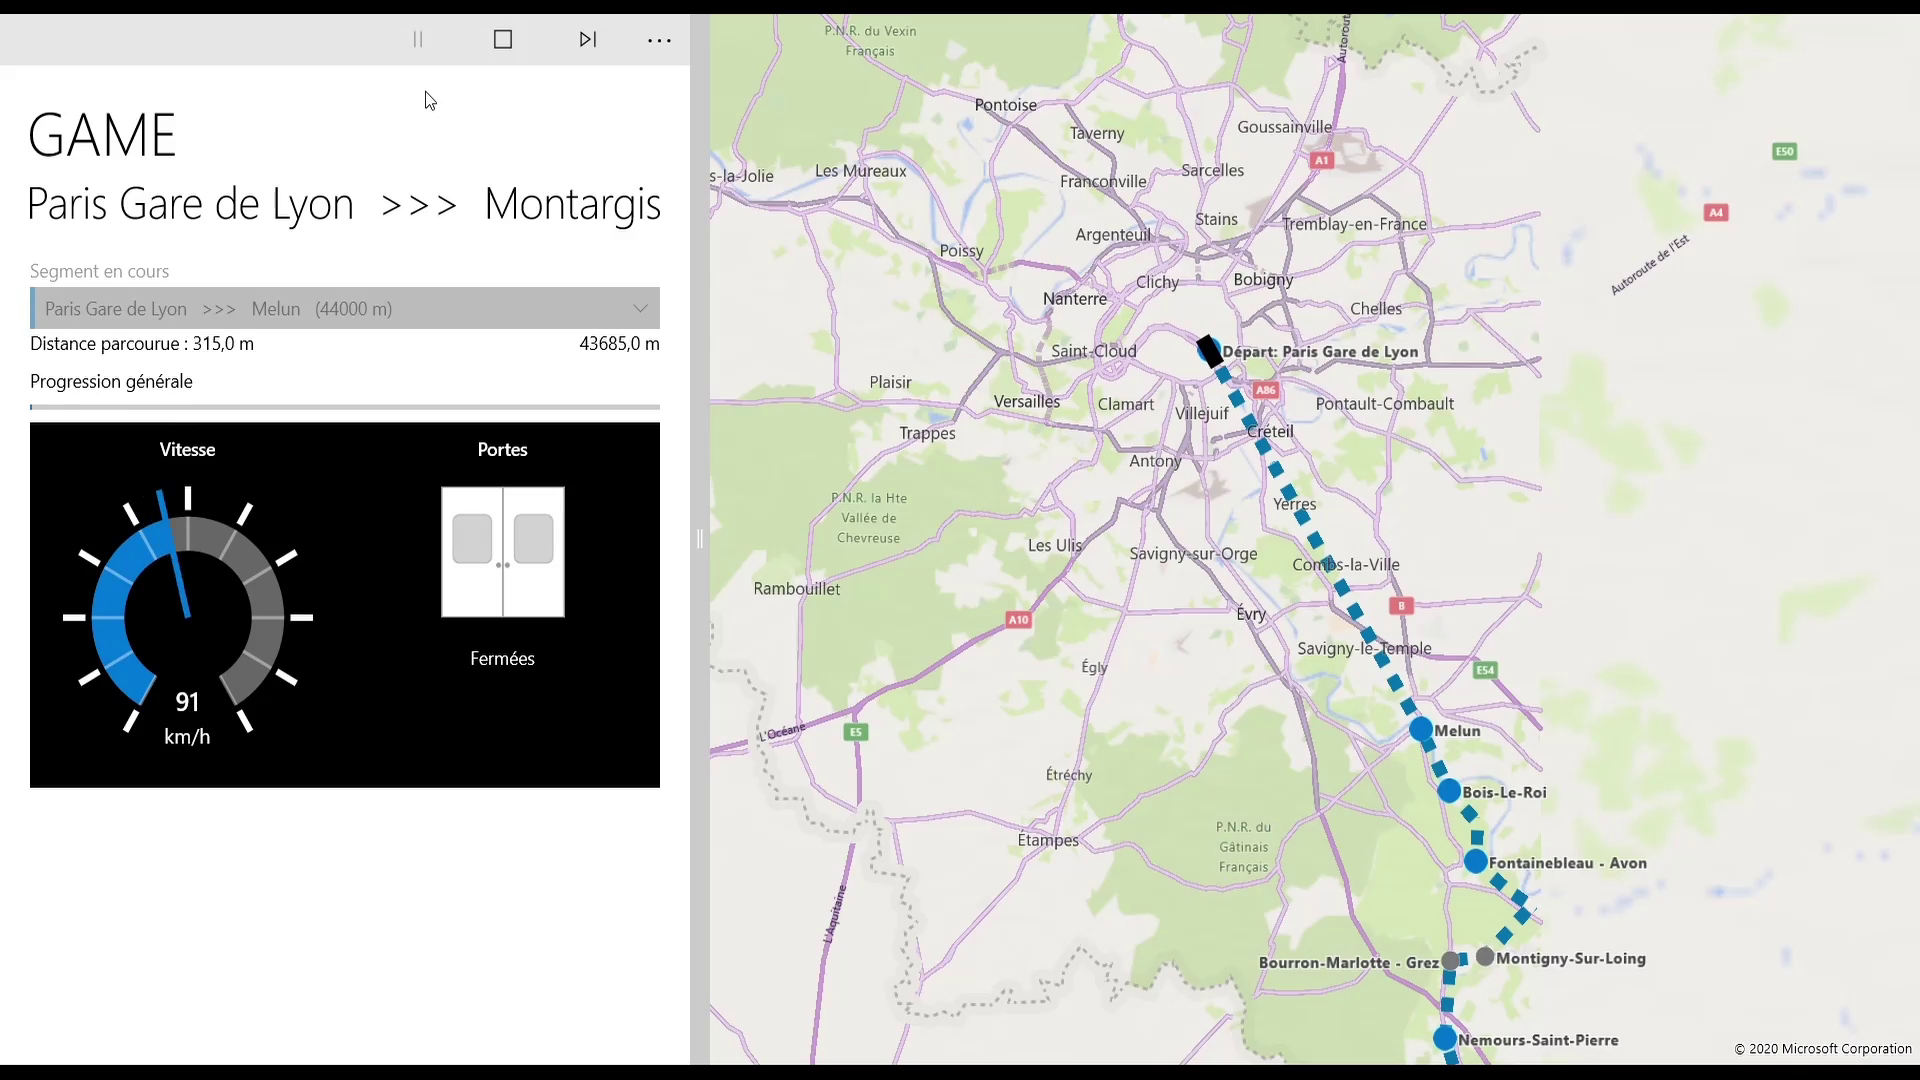 GAME
Paris Gare de Lyon >>> Montargis
Segment en cours
Paris Gare de Lyon >>> Melun (44000 m)
Distance parcourue : 315,0 m 43685,0 m
Progression générale
Vitesse
Portes
91
km/h
Fermées
P.N.R. du Vexin
Français
Autorout
Pontoise
Taverny
Goussainville
E50
A1
s-la-Jolie
Les Mureaux
Sarcelles
Franconville
A4
Stains
Tremblay-en-France
Argenteuil
Poissy
Autoroute de l'Est
Clichy
Bobigny
Nanterre
Chelles
Saint-Cloud
Départ: Paris Gare de Lyon
Plaisir
A86
Versailles
Clamart
Villejuif
Pontault-Combault
Trappes
Créteil
Antony
P.N.R. la Hte
Vallée de
Chevreuse
Yerres
Les Ulis
Savigny-sur-Orge
Combs-la-Ville
Rambouillet
A10
Évry
B
Savigny-le-Temple
Égly
E54
L'Océane
E5
Melun
Étréchy
Bois-Le-Roi
P.N.R. du
Gâtinais
Français
Étampes
Fontainebleau - Avon
L'Aquitaine
Bourron-Marlotte - Grez
Montigny-Sur-Loing
Nemours-Saint-Pierre
© 2020 Microsoft Corporation